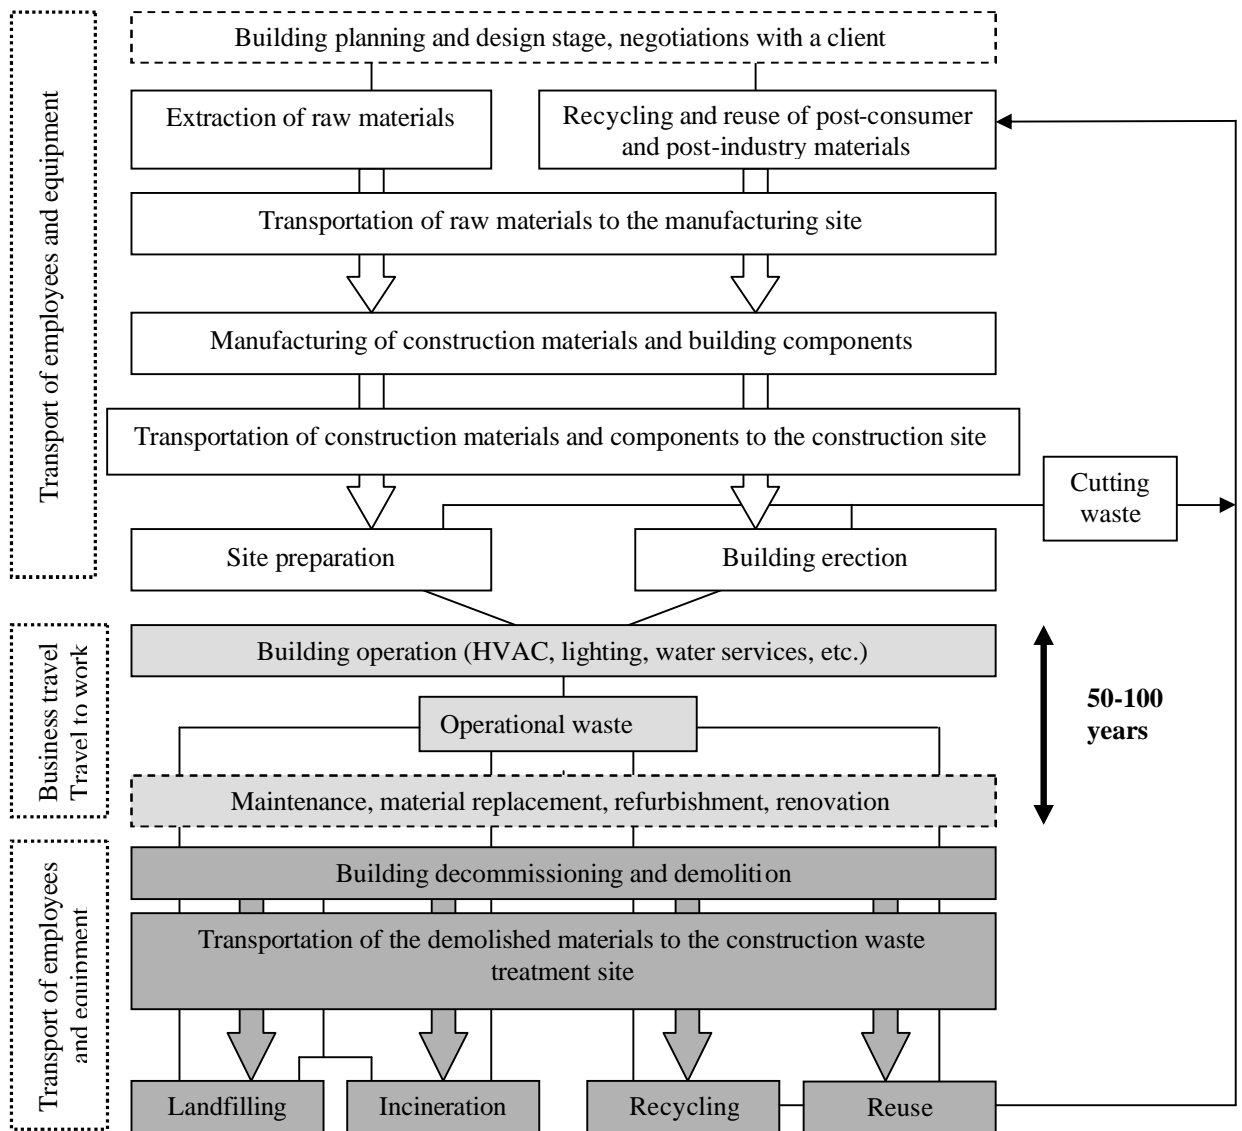 Building planning and design stage, negotiations with a client
Transport of employees and equipment
Extraction of raw materials
Recycling and reuse of post-consumer
and post-industry materials
Transportation of raw materials to the manufacturing site
Manufacturing of construction materials and building components
Transportation of construction materials and components to the construction site
Cutting
waste
Site preparation
Building erection
Business travel
Travel to work
Building operation (HVAC, lighting, water services, etc.)
Operational waste
50-100
years
Maintenance, material replacement, refurbishment, renovation
Transport of employees
and equipment
Building decommissioning and demolition
Transportation of the demolished materials to the construction waste
treatment site
Landfilling
Incineration
Recycling
Reuse